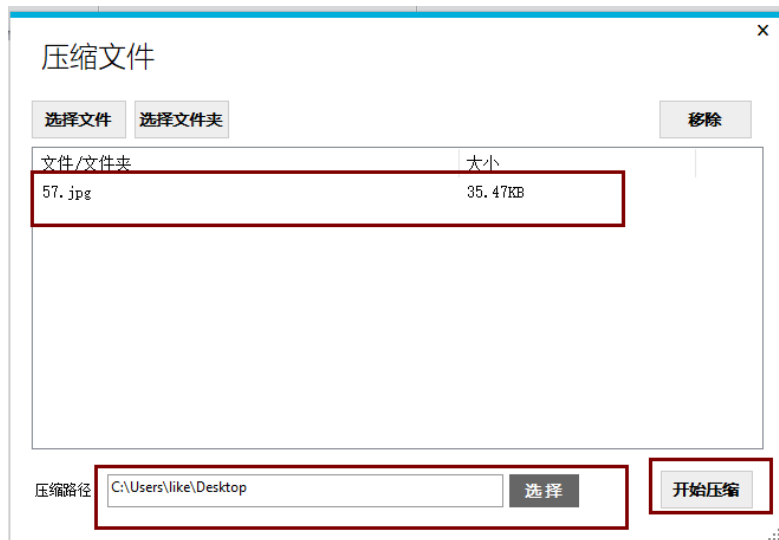 压缩文件
选择文件 选择文件夹 移除
文件/文件夹 大小
57.jpg 35.47KB
压缩路径 C:\Users\like\Desktop 选择 开始压缩